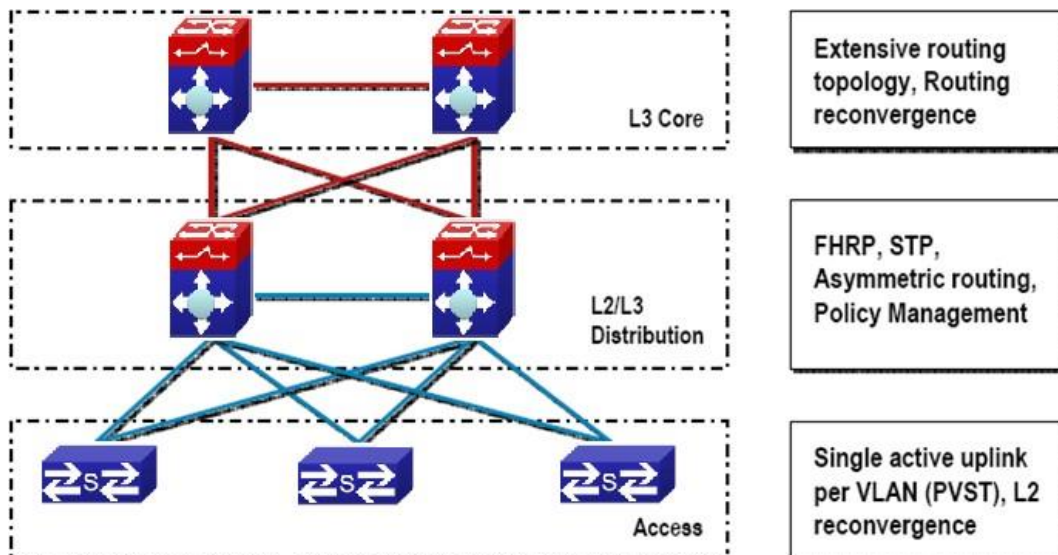 Extensive routing
topology, Routing
reconvergence
L3 Core
FHRP, STP,
Asymmetric routing,
Policy Management
L2/L3
Distribution
Single active uplink
per VLAN (PVST), L2
reconvergence
S
S
S
Access